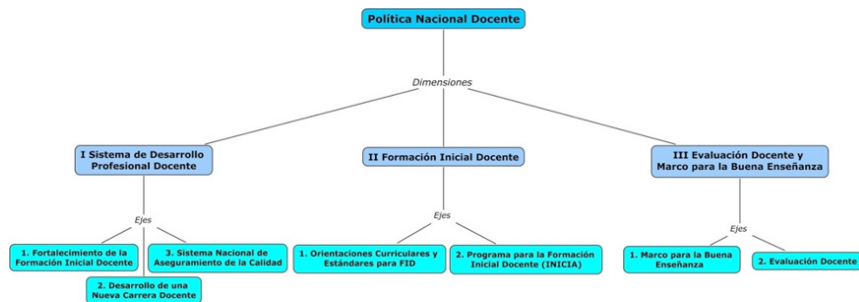 Política Nacional Docente
Dimensiones
I Sistema de Desarrollo
Profesional Docente
II Formación Inicial Docente
III Evaluación Docente y
Marco para la Buena Enseñanza
Ejes
Ejes
Ejes
1. Fortalecimiento de la
Formación Inicial Docente
2. Desarrollo de una
Nueva Carrera Docente
3. Sistema Nacional de
Aseguramiento de la Calidad
1. Orientaciones Curriculares y
Estándares para FID
2. Programa para la Formación
Inicial Docente (INICIA)
1. Marco para la Buena
Enseñanza
2. Evaluación Docente